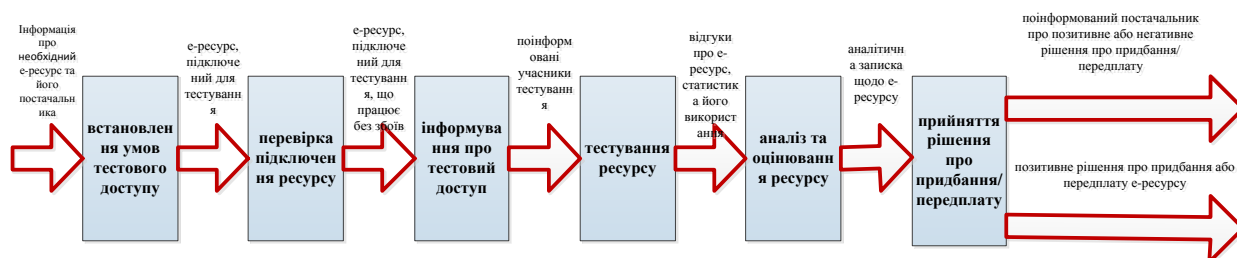 Інформація
про
необхідний
е-ресурс та
його
постачаль
ника
встановлен
ня умов
тестового
доступу
е-ресурс,
підключе
ний для
тестуванн
я
перевірка
підключен
ня ресурсу
е-ресурс,
підключе
ний для
тестуванн
я, що
працює
без збоїв
інформува
ння про
тестовий
доступ
поінформ
овані
учасники
тестуванн
я
тестування
ресурсу
відгуки
про е-
ресурс,
статистик
а його
використ
ання
аналіз та
оцінюванн
я ресурсу
аналітичн
а записка
щодо е-
ресурсу
прийняття
рішення
про
придбання/
передплату
поінформований постачальник
про позитивне або негативне
рішення про придбання/
передплату
позитивне рішення про придбання або
передплату е-ресурсу